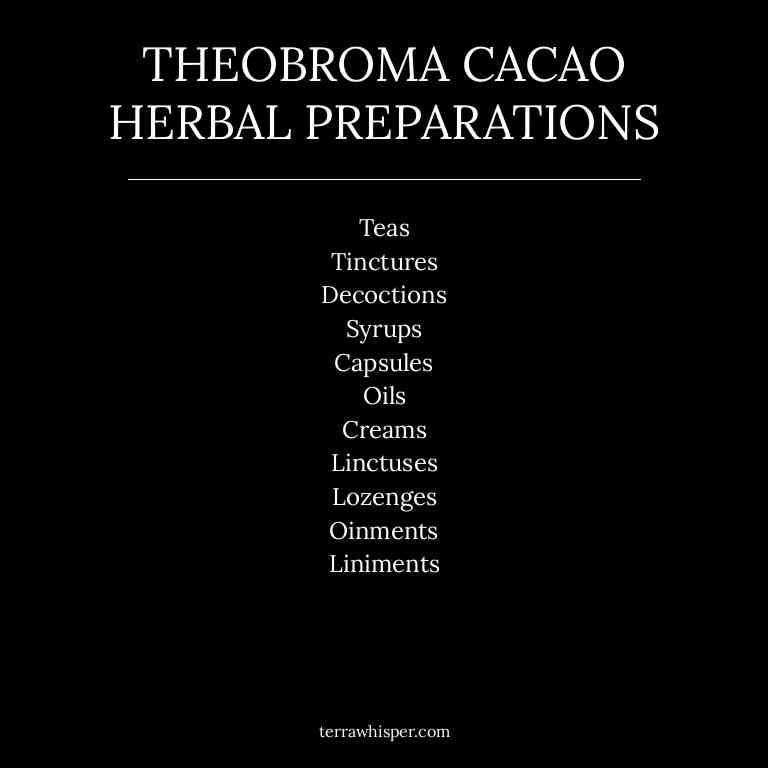 THEOBROMA CACAO
HERBAL PREPARATIONS
Teas
Tinctures
Decoctions
Syrups
Capsules
Oils
Creams
Linctuses
Lozenges
Oinments
Liniments
terrawhisper.com